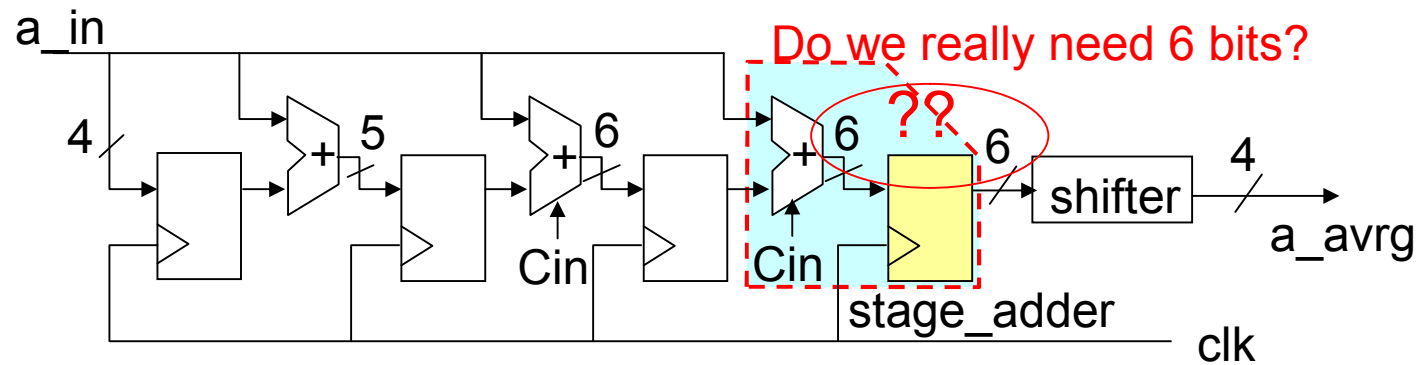 a_in
Do we really need 6 bits?
??
4
5
6
6
6
4
+
+
+
shifter
a_avrg
Cin
Cin
stage_adder
clk